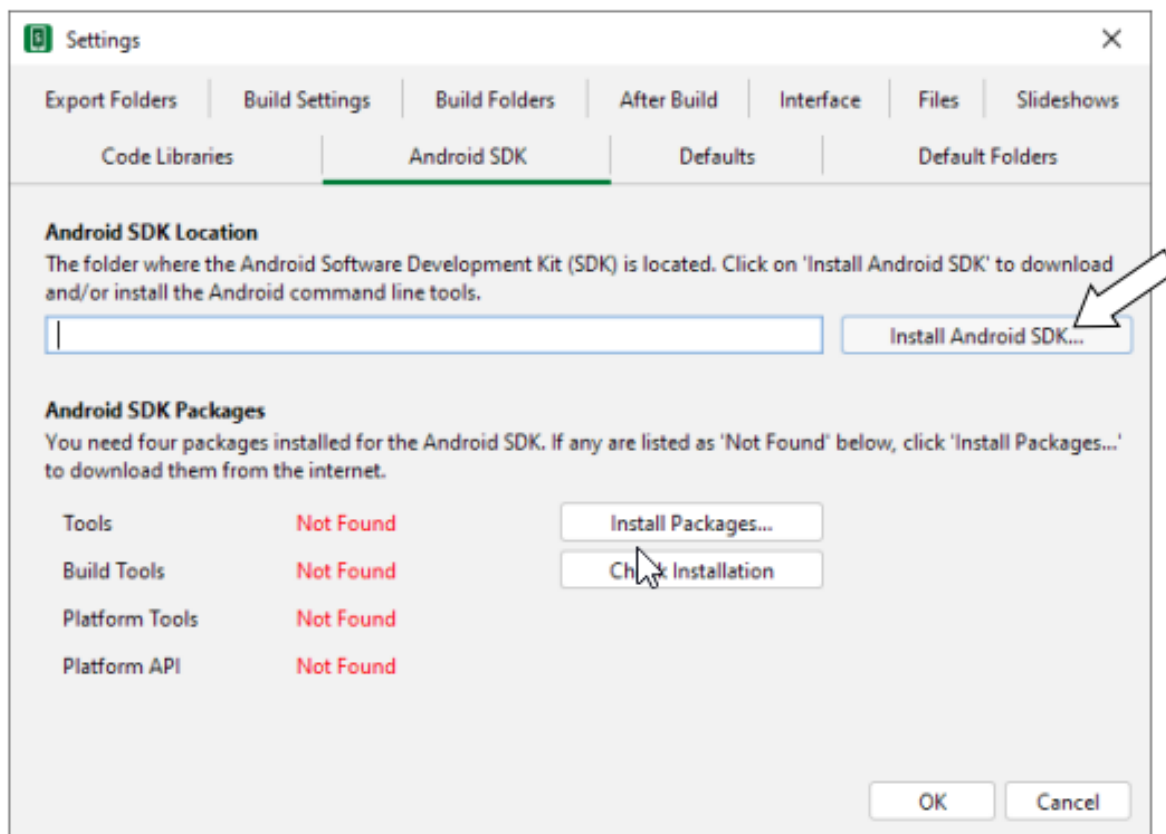 Settings
Export Folders Build Settings Build Folders After Build Interface Files Slideshows
Code Libraries Android SDK Defaults Default Folders
Android SDK Location
The folder where the Android Software Development Kit (SDK) is located. Click on 'Install Android SDK' to download
and/or install the Android command line tools.
Install Android SDK...
Android SDK Packages
You need four packages installed for the Android SDK. If any are listed as 'Not Found' below, click 'Install Packages...'
to download them from the internet.
Tools Not Found Install Packages...
Build Tools Not Found Check Installation
Platform Tools Not Found
Platform API Not Found
OK Cancel